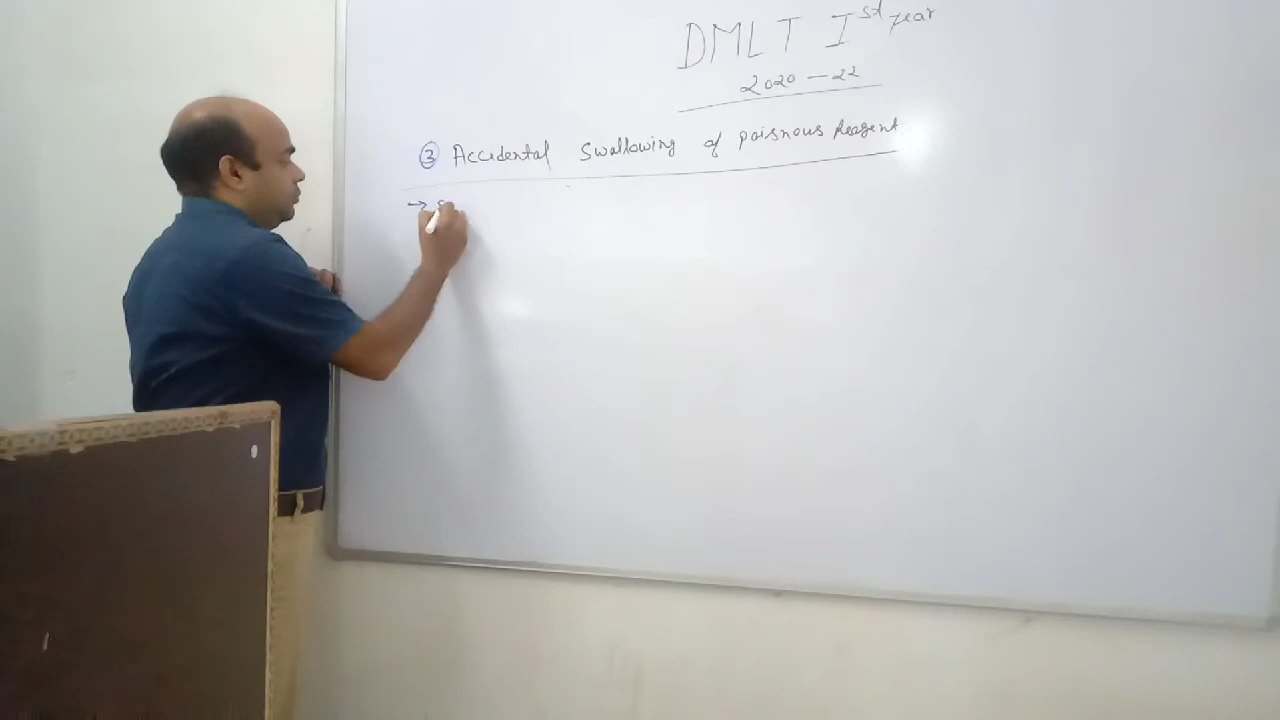 DMLT Ist year
2020-22
③ Accidental Swallowing of poisnous Reagent
→ S